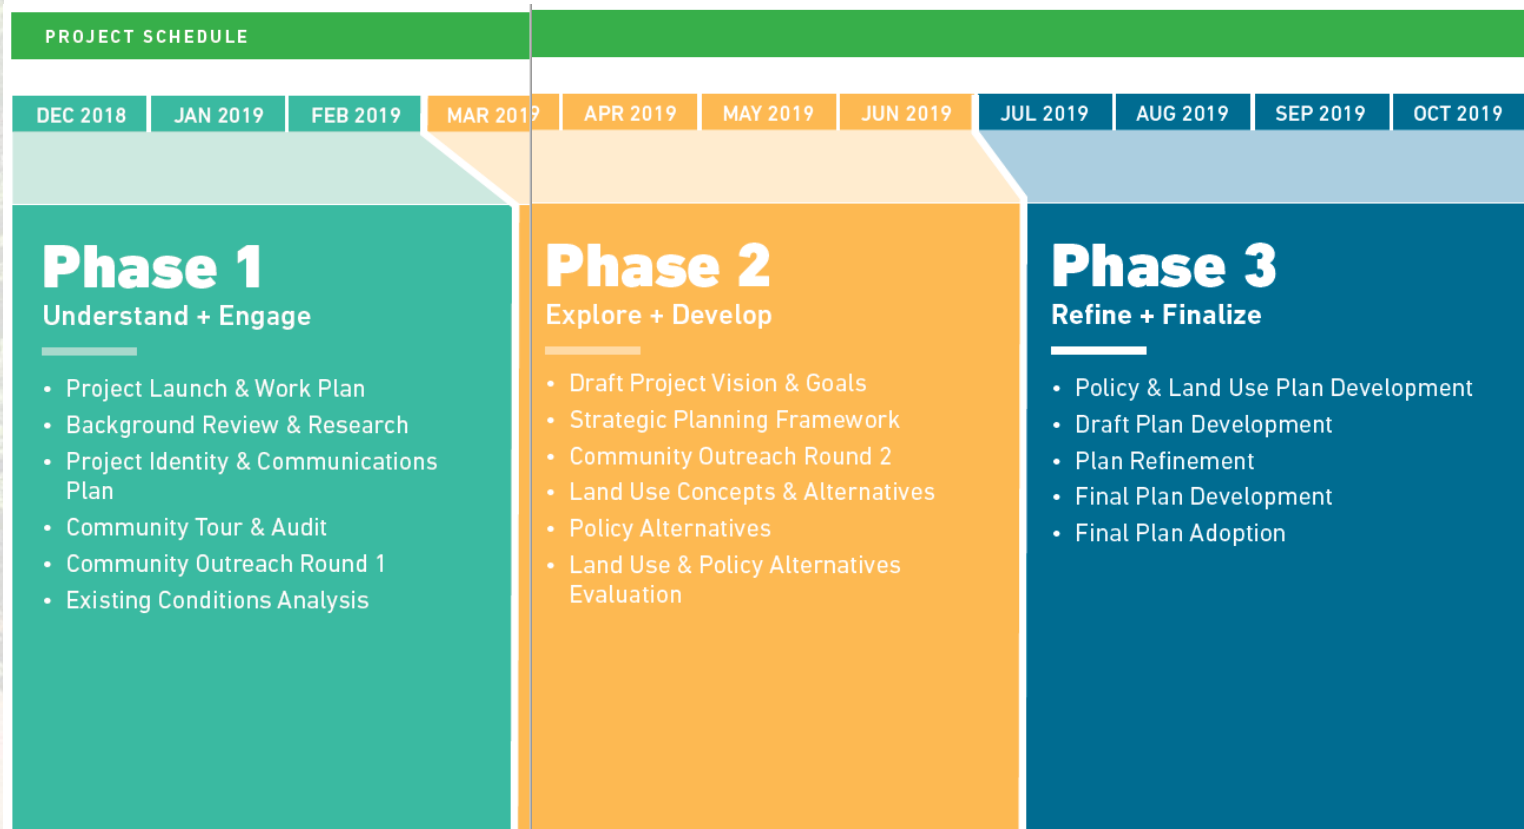 PROJECT SCHEDULE
DEC 2018 JAN 2019 FEB 2019 MAR 2019 APR 2019 MAY 2019 JUN 2019 JUL 2019 AUG 2019 SEP 2019 OCT 2019
Phase 1
Understand + Engage
• Project Launch & Work Plan
• Background Review & Research
• Project Identity & Communications
Plan
• Community Tour & Audit
• Community Outreach Round 1
• Existing Conditions Analysis
Phase 2
Explore + Develop
• Draft Project Vision & Goals
• Strategic Planning Framework
• Community Outreach Round 2
• Land Use Concepts & Alternatives
• Policy Alternatives
• Land Use & Policy Alternatives
Evaluation
Phase 3
Refine + Finalize
• Policy & Land Use Plan Development
• Draft Plan Development
• Plan Refinement
• Final Plan Development
• Final Plan Adoption